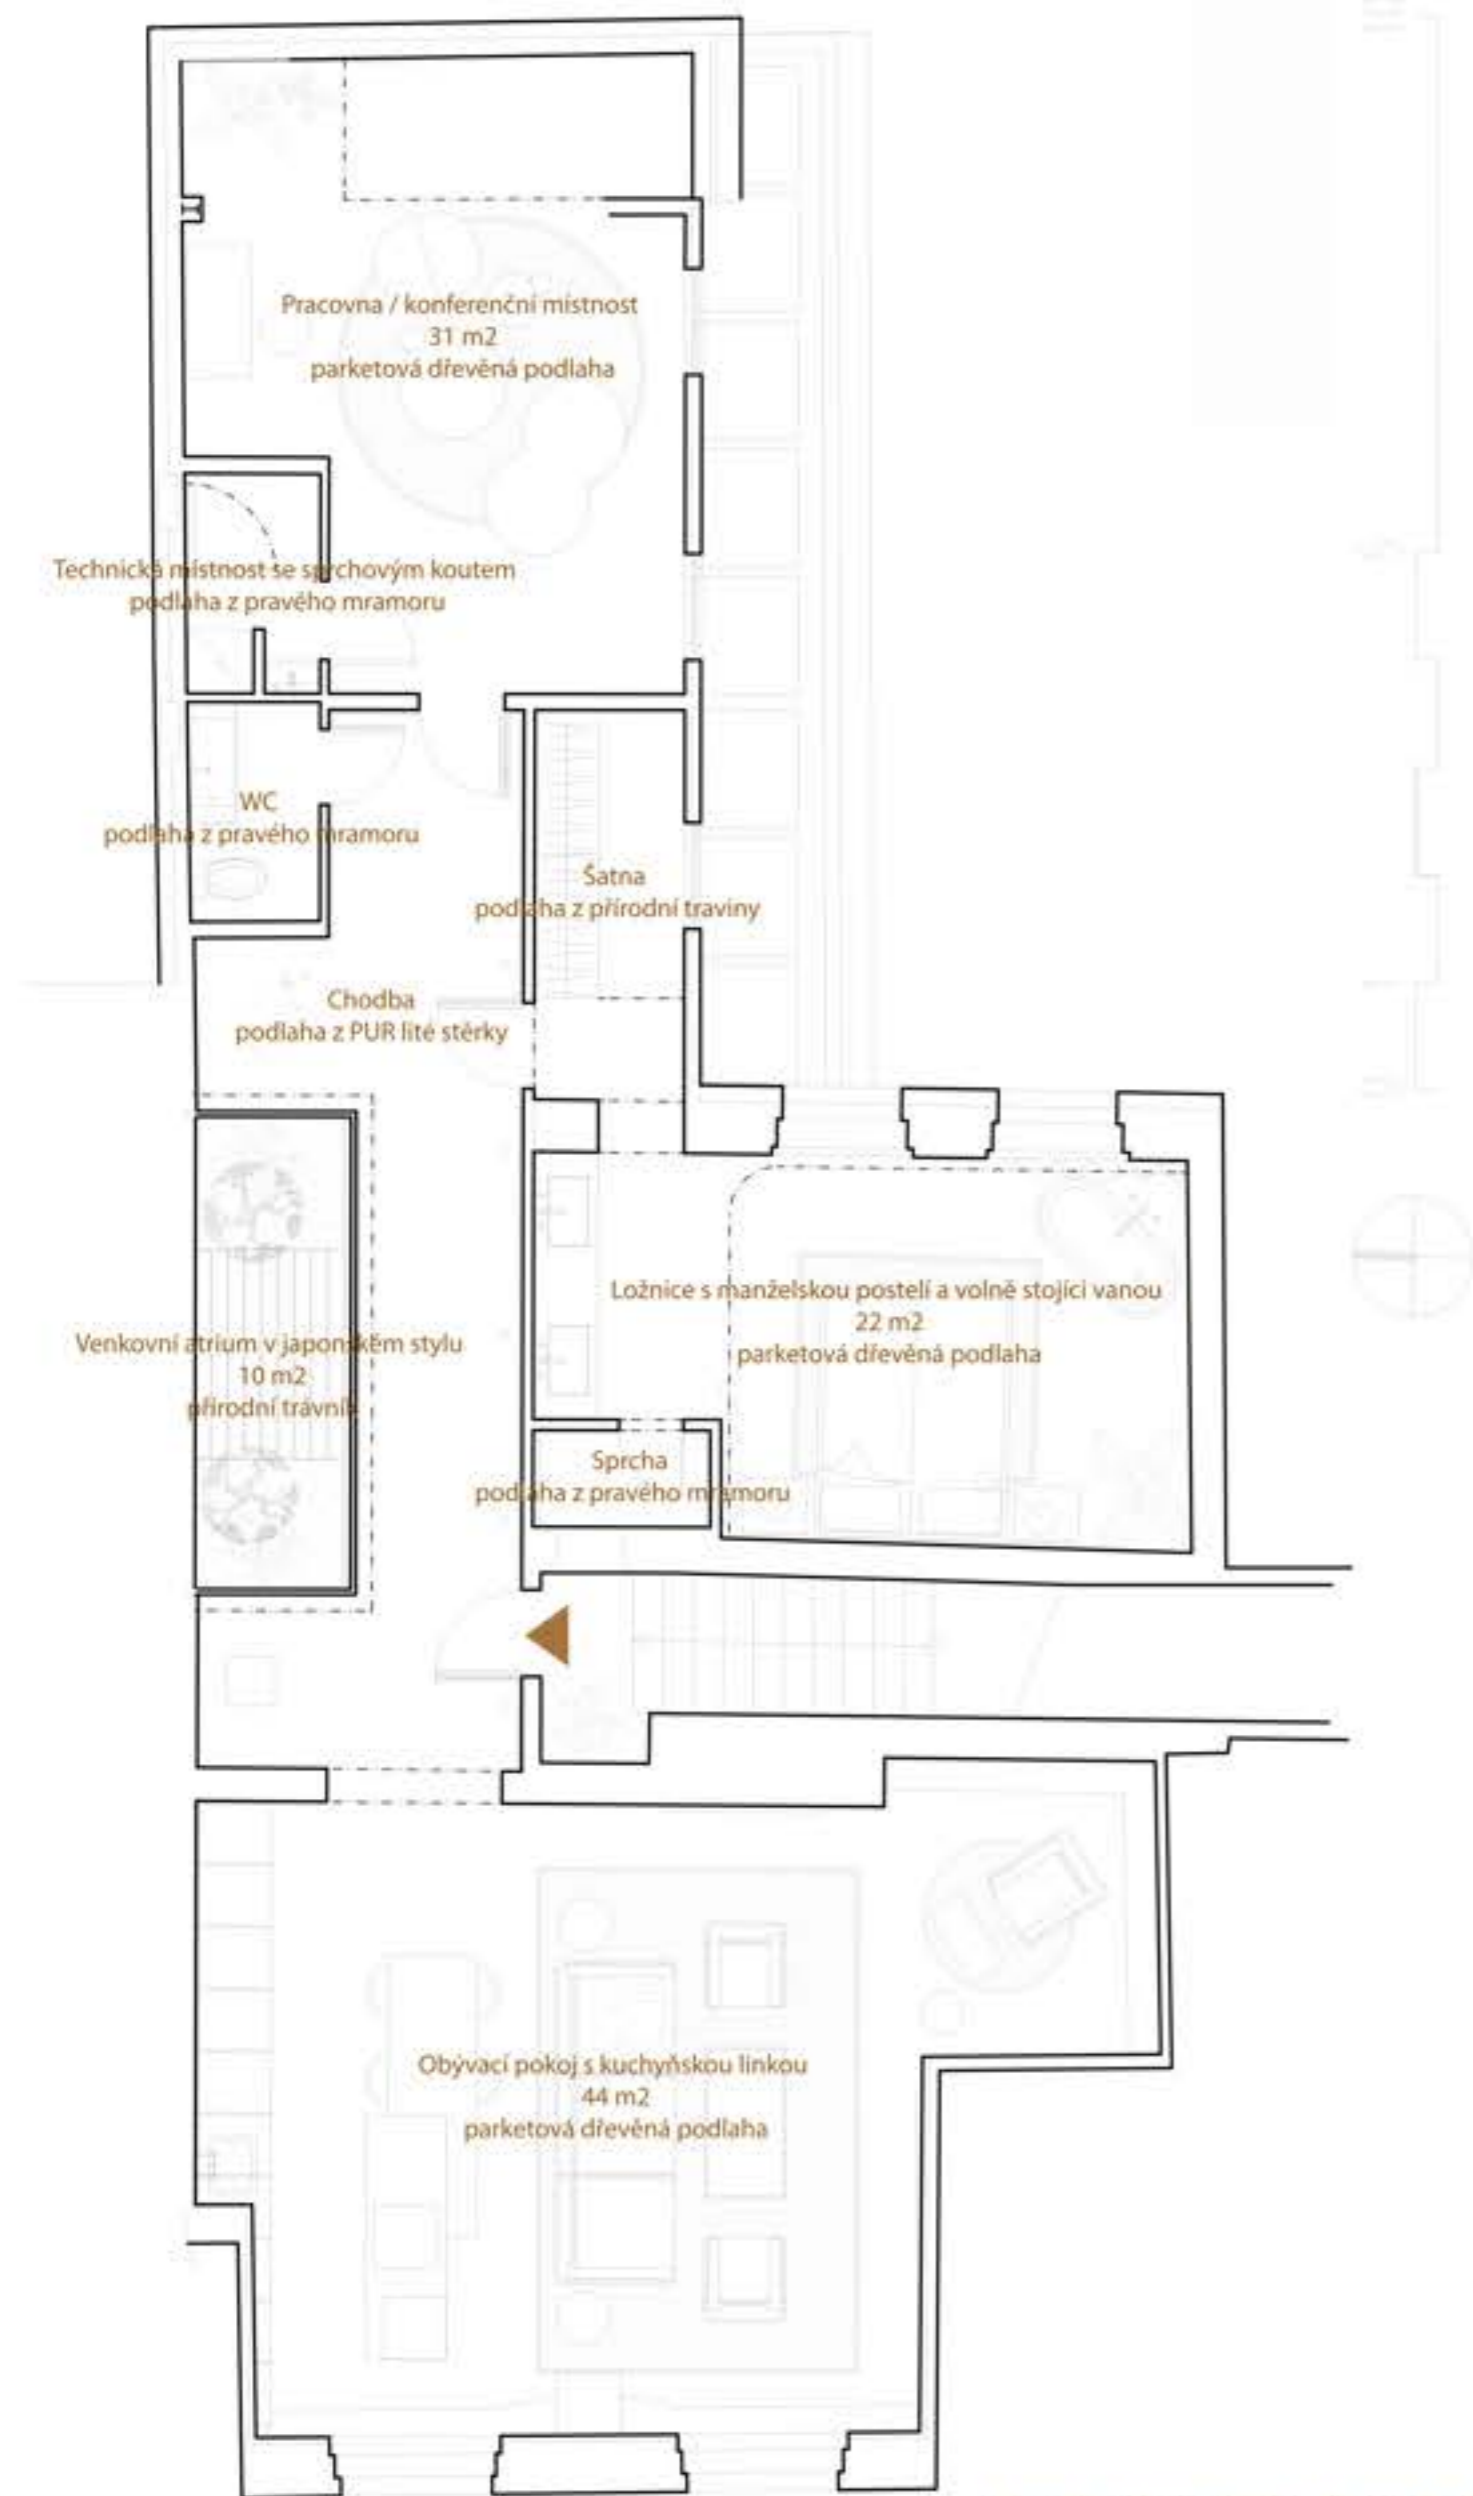 Pracovna / konferenční místnost
31 m2
parketová dřevěná podlaha
Technická místnost se sprchovým koutem
podlaha z pravého mramoru
WC
podlaha z pravého mramoru
Šatna
podlaha z přírodní traviny
Chodba
podlaha z PUR lité stěrky
Ložnice s manželskou postelí a volně stojící vanou
22 m2
parketová dřevěná podlaha
Venkovní atrium v japonském stylu
10 m2
přírodní trávník
Sprcha
podlaha z pravého mramoru
Obývací pokoj s kuchyňskou linkou
44 m2
parketová dřevěná podlaha